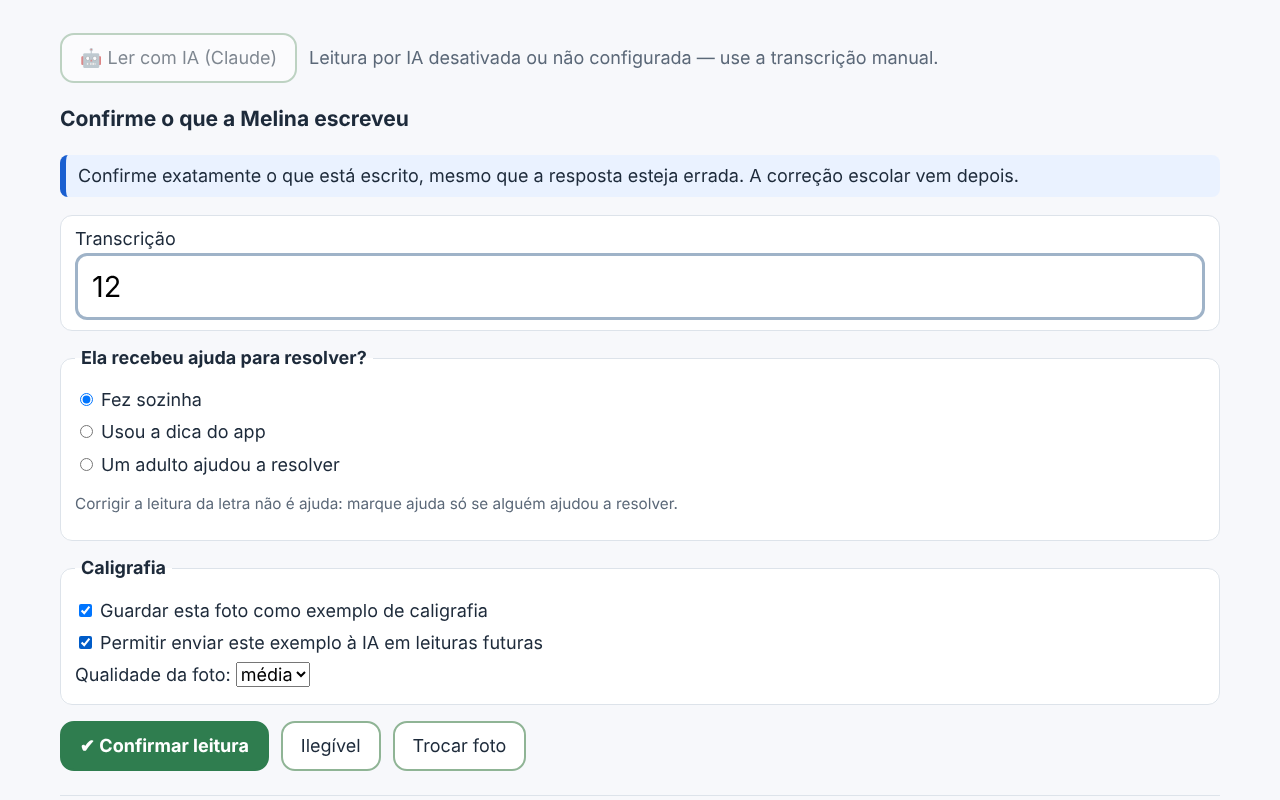 🤖 Ler com IA (Claude) Leitura por IA desativada ou não configurada — use a transcrição manual.
Confirme o que a Melina escreveu
Confirme exatamente o que está escrito, mesmo que a resposta esteja errada. A correção escolar vem depois.
Transcrição
12
Ela recebeu ajuda para resolver?
Fez sozinha
Usou a dica do app
Um adulto ajudou a resolver
Corrigir a leitura da letra não é ajuda: marque ajuda só se alguém ajudou a resolver.
Caligrafia
Guardar esta foto como exemplo de caligrafia
Permitir enviar este exemplo à IA em leituras futuras
Qualidade da foto: média
✔ Confirmar leitura Ilegível Trocar foto